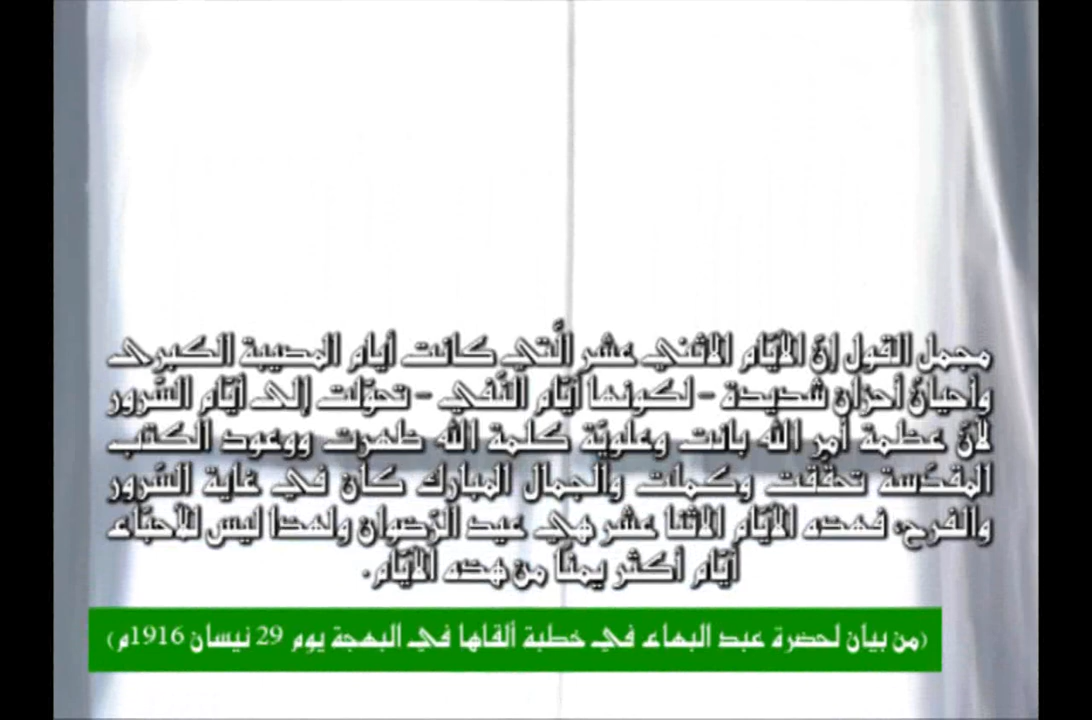 مجمل القول إنّ الأيّام الاثني عشر الَّتي كانت أيام المصيبة الكبرى
وأحيانَ أحزان شديدة - لكونها أيّام النَّفي - تحوّلت إلى أيّام السّرور
لأنّ عظمة أمر الله بانت وعلويّة كلمة الله ظهرت ووعود الكتب
المقدّسة تحقّقت وكملت والجمال المبارك كان في غاية السّرور
والفرح، فهذه الأيّام الاثنا عشر هي عيد الرّضوان ولهذا ليس للأحبّاء
أيّام أكثر يمنًا من هذه الأيّام.
(من بيان لحضرة عبد البهاء في خطبة ألقاها في البهجة يوم 29 نيسان 1916م)